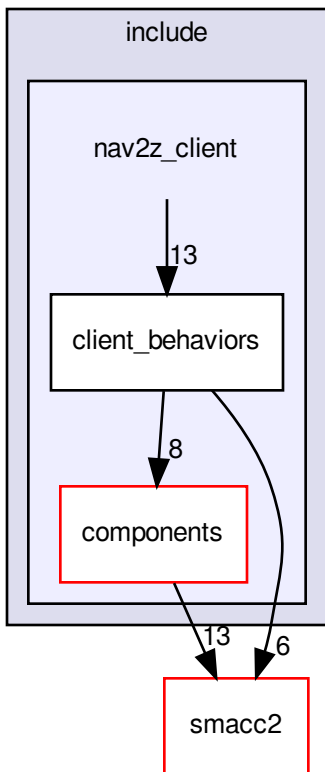 include
nav2z_client
13
client_behaviors
8
components
13
6
smacc2